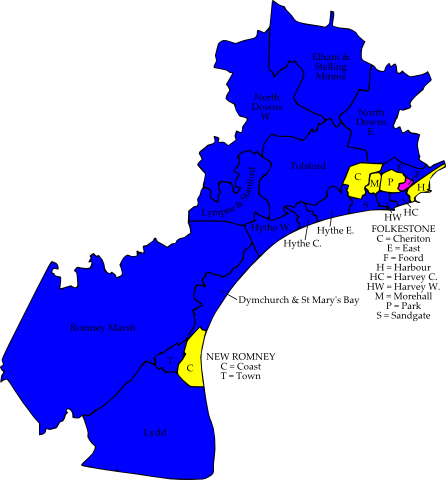 Elham &
Stelling
Minnis
North
Downs
W.
North
Downs
E.
Tolsford
C
M
P
H
Lympne & Stanford
Hythe W.
Hythe E.
Hythe C.
HW
HC
FOLKESTONE
C = Cheriton
E = East
F = Foord
H = Harbour
HC = Harvey C.
HW = Harvey W.
M = Morehall
P = Park
S = Sandgate
Dymchurch & St Mary's Bay
Romney Marsh
T
C
NEW ROMNEY
C = Coast
T = Town
Lydd